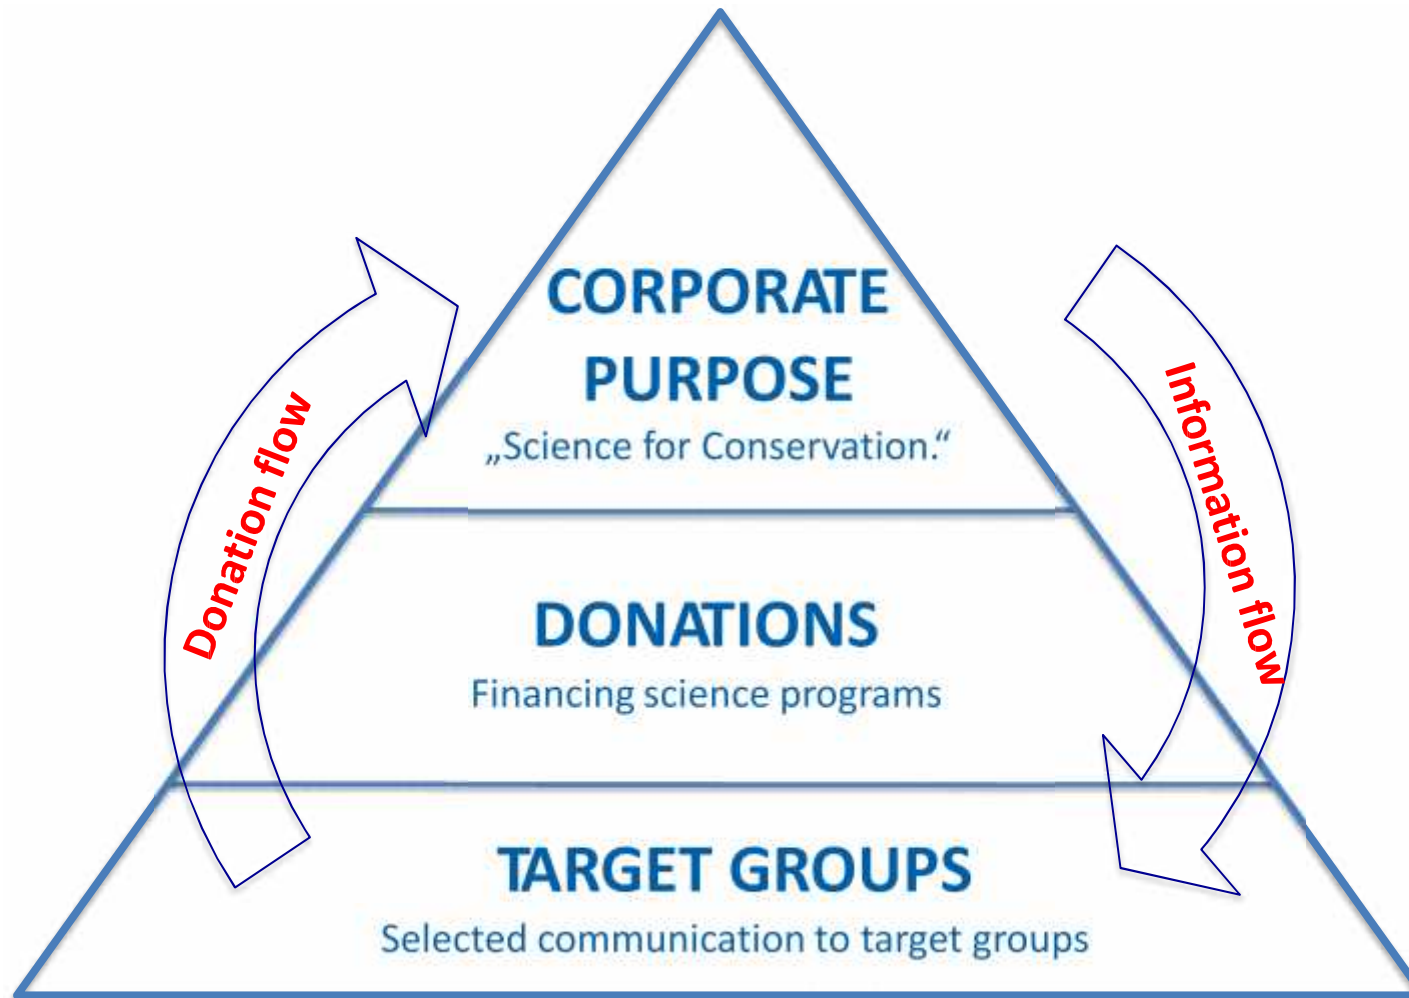 CORPORATE
PURPOSE
„Science for Conservation.“
Donation flow
Information flow
DONATIONS
Financing science programs
TARGET GROUPS
Selected communication to target groups